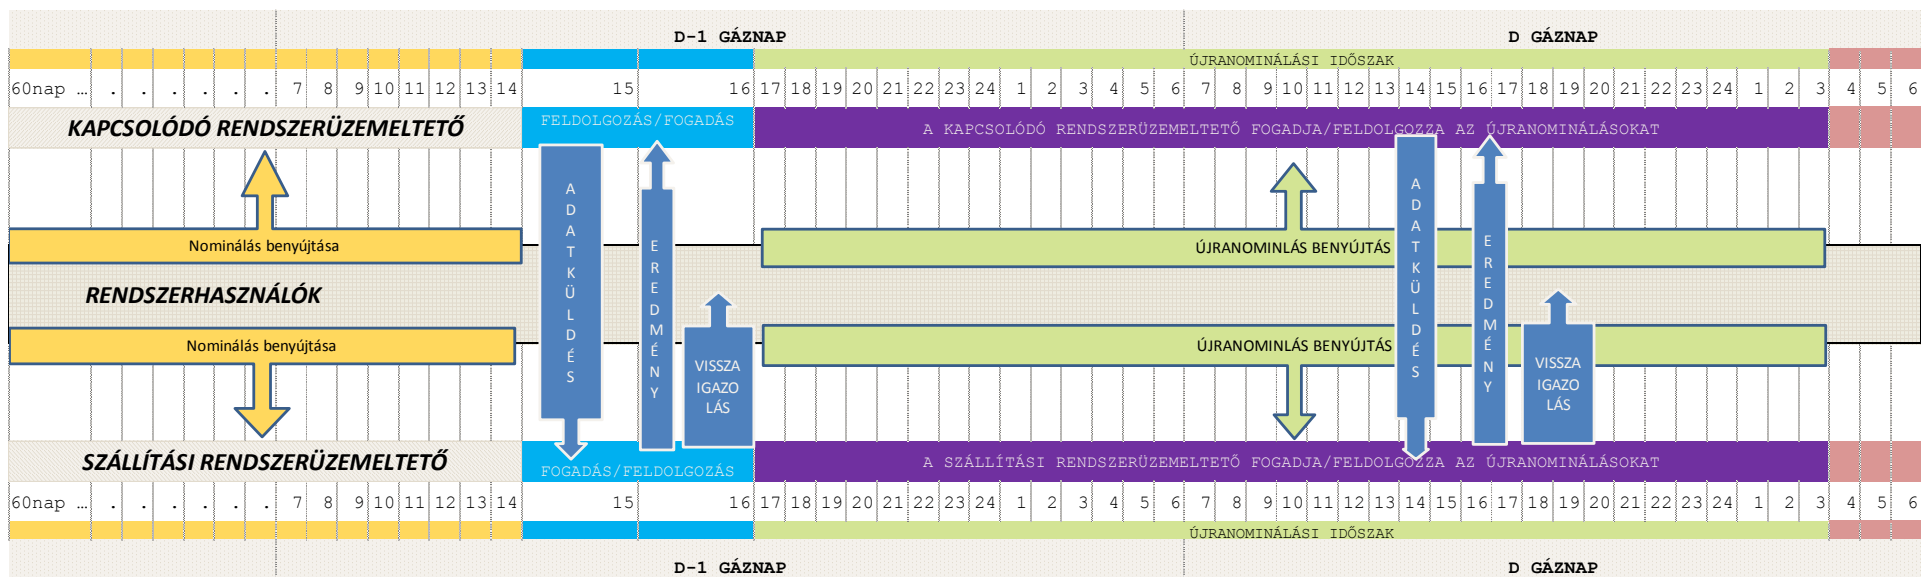 D-1 GÁZNAP D GÁZNAP
ÚJRANOMINÁLÁSI IDŐSZAK
60nap … . . . . . . 7 8 9 10 11 12 13 14 15 16 17 18 19 20 21 22 23 24 1 2 3 4 5 6 7 8 9 10 11 12 13 14 15 16 17 18 19 20 21 22 23 24 1 2 3 4 5 6
KAPCSOLÓDÓ RENDSZERÜZEMELTETŐ
FELDOLGOZÁS/FOGADÁS
A KAPCSOLÓDÓ RENDSZERÜZEMELTETŐ FOGADJA/FELDOLGOZZA AZ ÚJRANOMINÁLÁSOKAT
Nominálás benyújtása
ÚJRANOMINLÁS BENYÚJTÁS
RENDSZERHASZNÁLÓK
ADATKÜLDÉS
EREDMÉNY
VISSZA
IGAZO
LÁS
ADATKÜLDÉS
EREDMÉNY
VISSZA
IGAZO
LÁS
Nominálás benyújtása
ÚJRANOMINLÁS BENYÚJTÁS
SZÁLLÍTÁSI RENDSZERÜZEMELTETŐ
FOGADÁS/FELDOLGOZÁS
A SZÁLLÍTÁSI RENDSZERÜZEMELTETŐ FOGADJA/FELDOLGOZZA AZ ÚJRANOMINÁLÁSOKAT
60nap … . . . . . . 7 8 9 10 11 12 13 14 15 16 17 18 19 20 21 22 23 24 1 2 3 4 5 6 7 8 9 10 11 12 13 14 15 16 17 18 19 20 21 22 23 24 1 2 3 4 5 6
ÚJRANOMINÁLÁSI IDŐSZAK
D-1 GÁZNAP D GÁZNAP